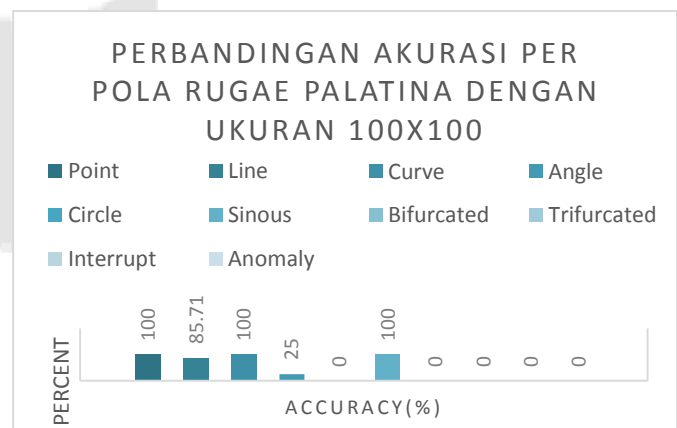 PERBANDINGAN AKURASI PER
POLA RUGAE PALATINA DENGAN
UKURAN 100X100
Point Line Curve Angle
Circle Sinous Bifurcated Trifurcated
Interrupt Anomaly
100 85.71 100 25 0 100 0 0 0 0
PERCENT
ACCURACY(%)